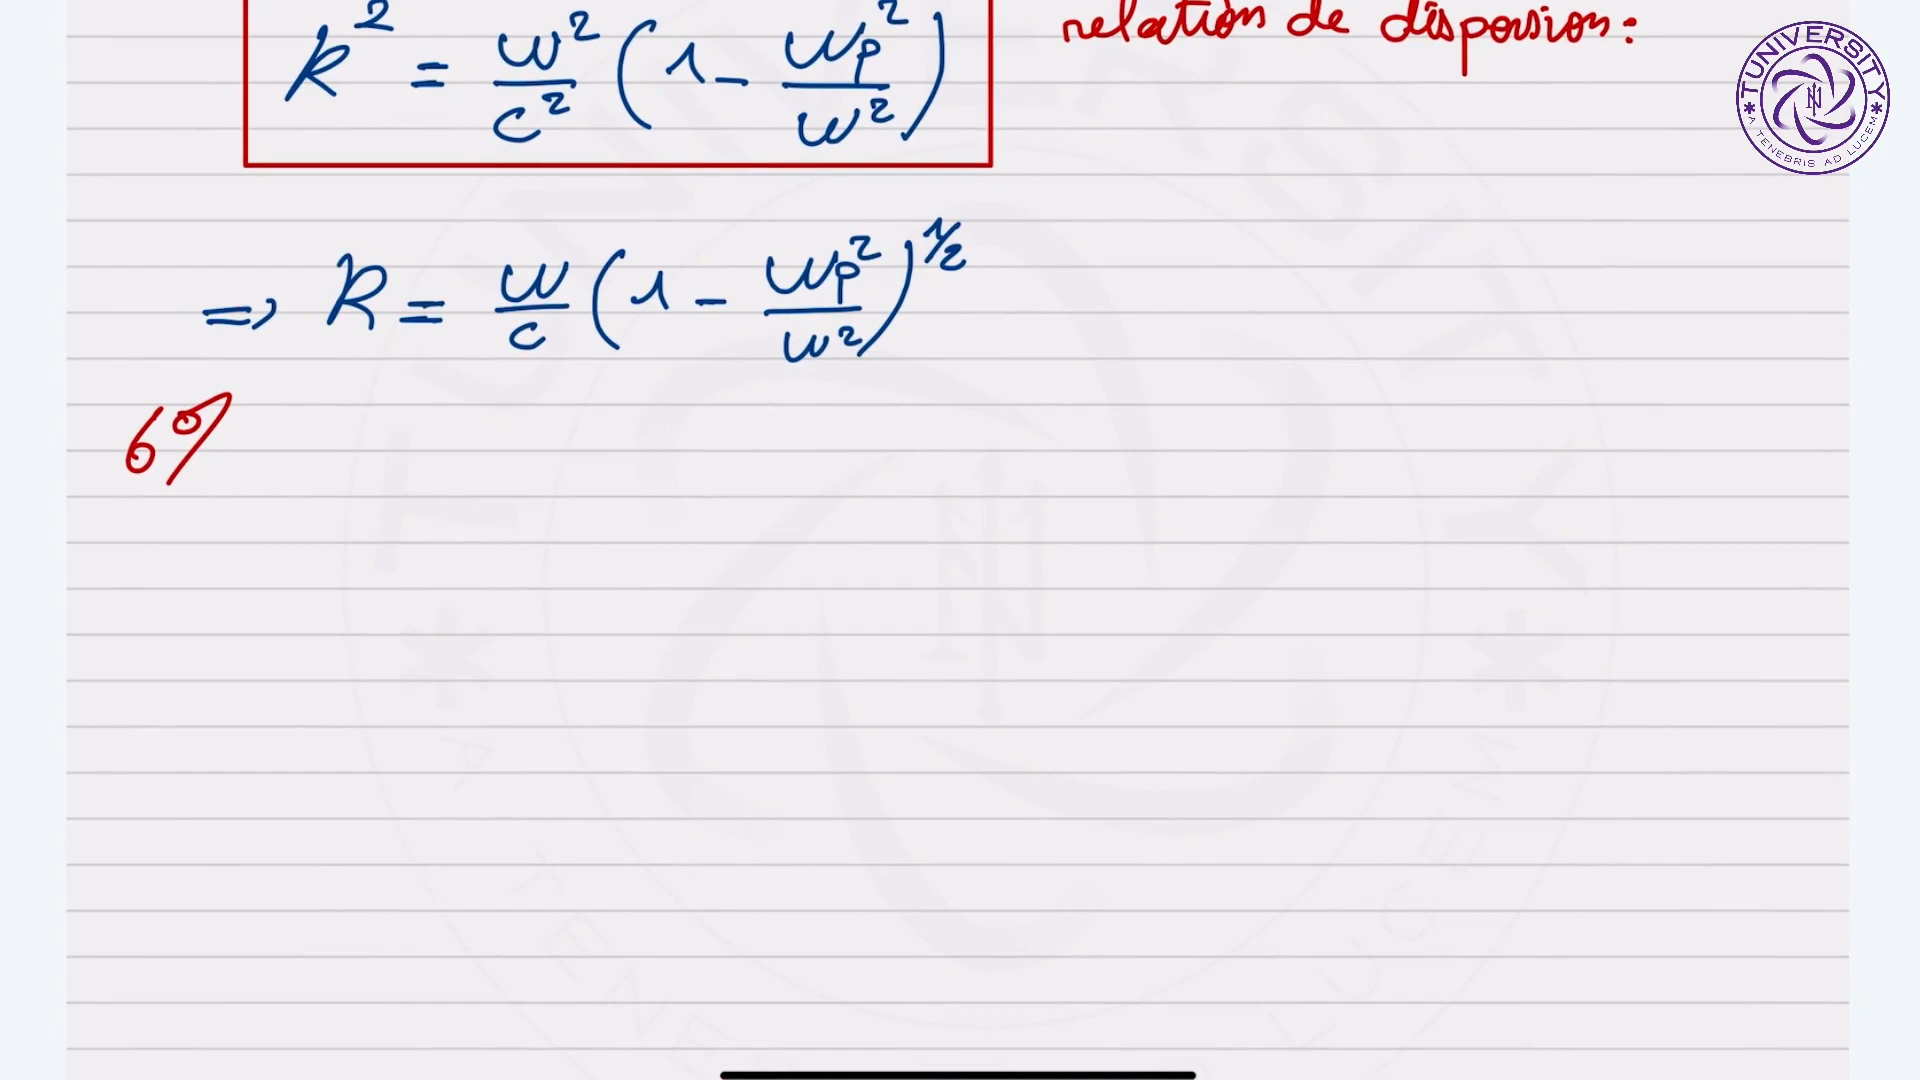 k² = ω²/c² (1 - ωp²/ω²) relation de dispersion :
TUNIVERSITY
A TENEBRIS AD LUCEM
=> k = ω/c (1 - ωp²/ω²)^1/2
6°/